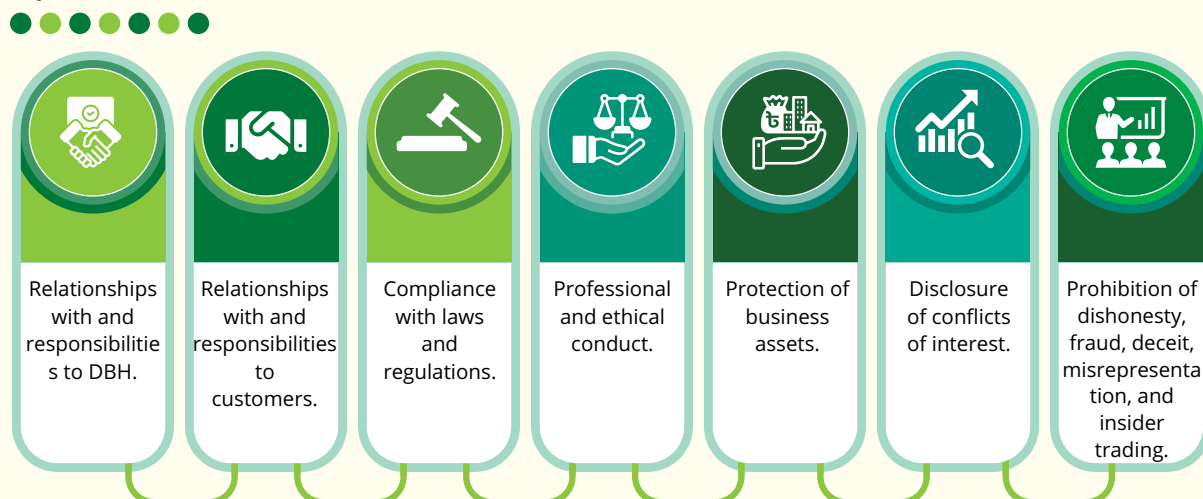 Relationships
with and
responsibilitie
s to DBH.
Relationships
with and
responsibilities
to
customers.
Compliance
with laws
and
regulations.
Professional
and ethical
conduct.
Protection of
business
assets.
Disclosure
of conflicts
of interest.
Prohibition of
dishonesty,
fraud, deceit,
misrepresenta
tion, and
insider
trading.
৳